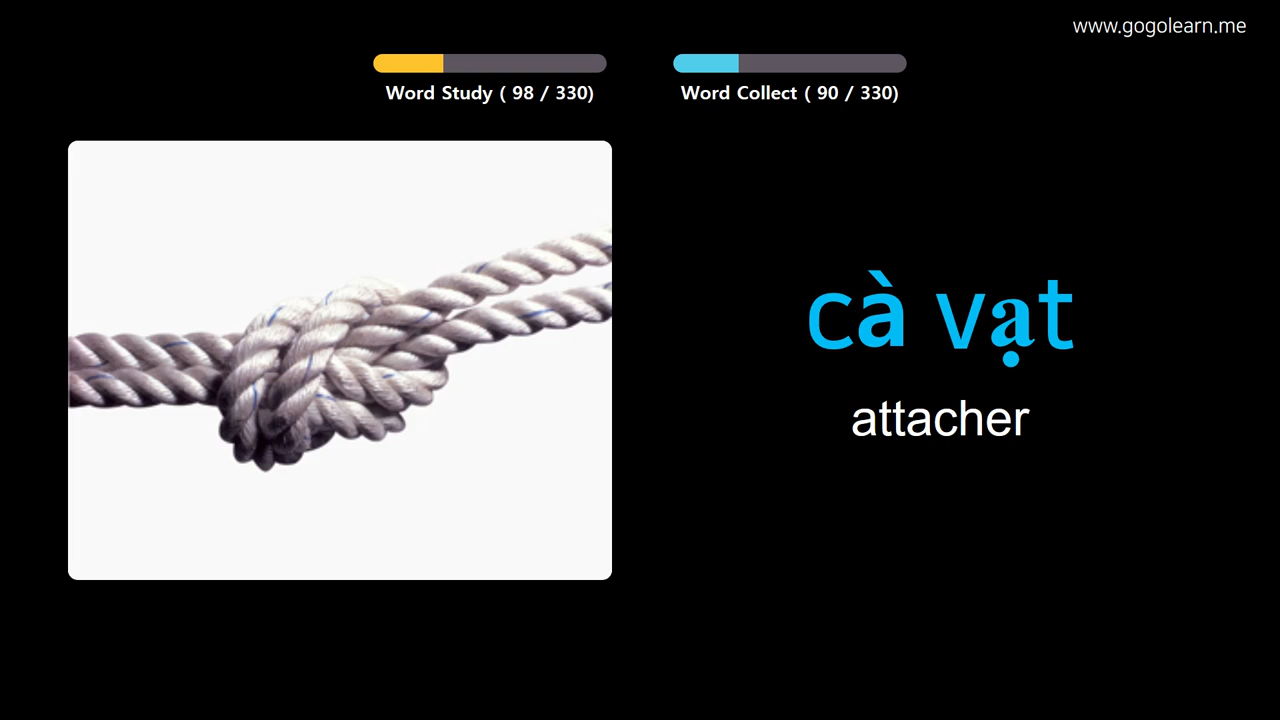 www.gogolearn.me
Word Study ( 98 / 330)
Word Collect ( 90 / 330)
cà vạt
attacher